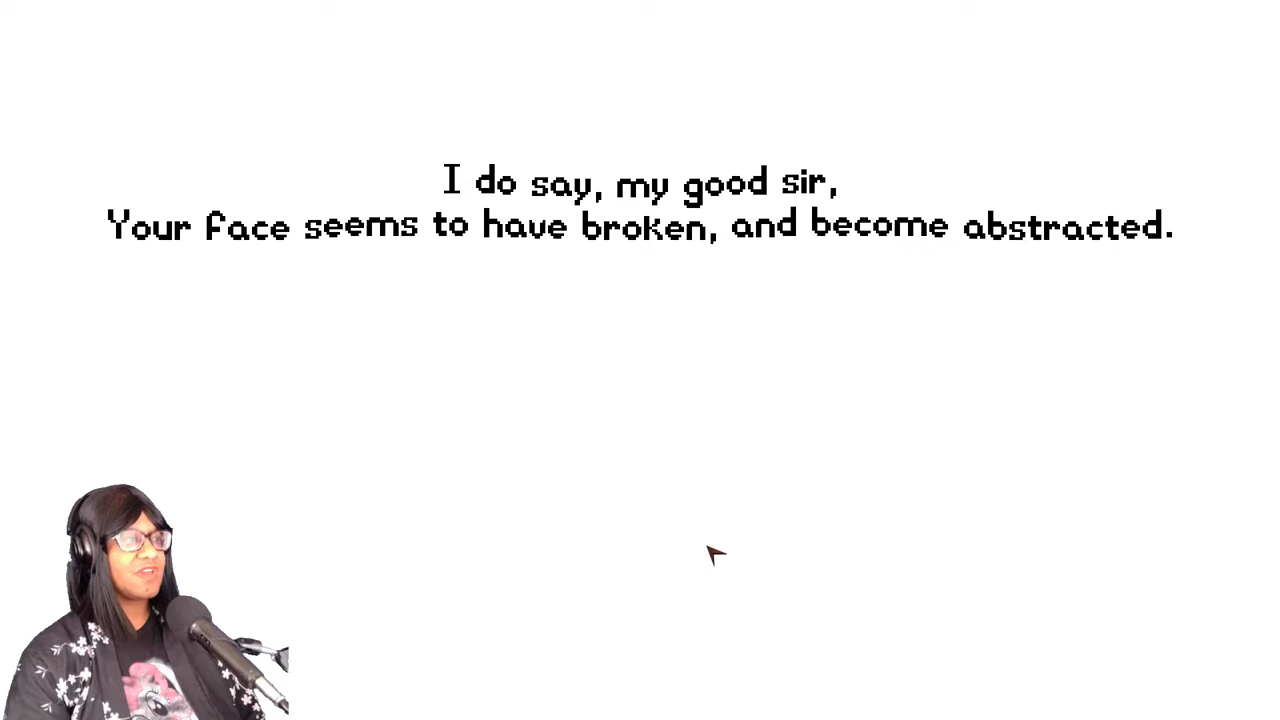 I do say, my good sir,
Your face seems to have broken, and become abstracted.